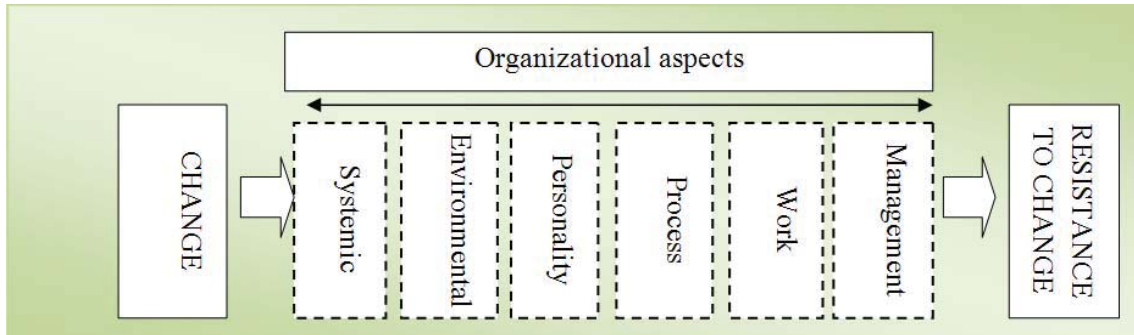 Organizational aspects
CHANGE
Systemic
Environmental
Personality
Process
Work
Management
RESISTANCE
TO CHANGE